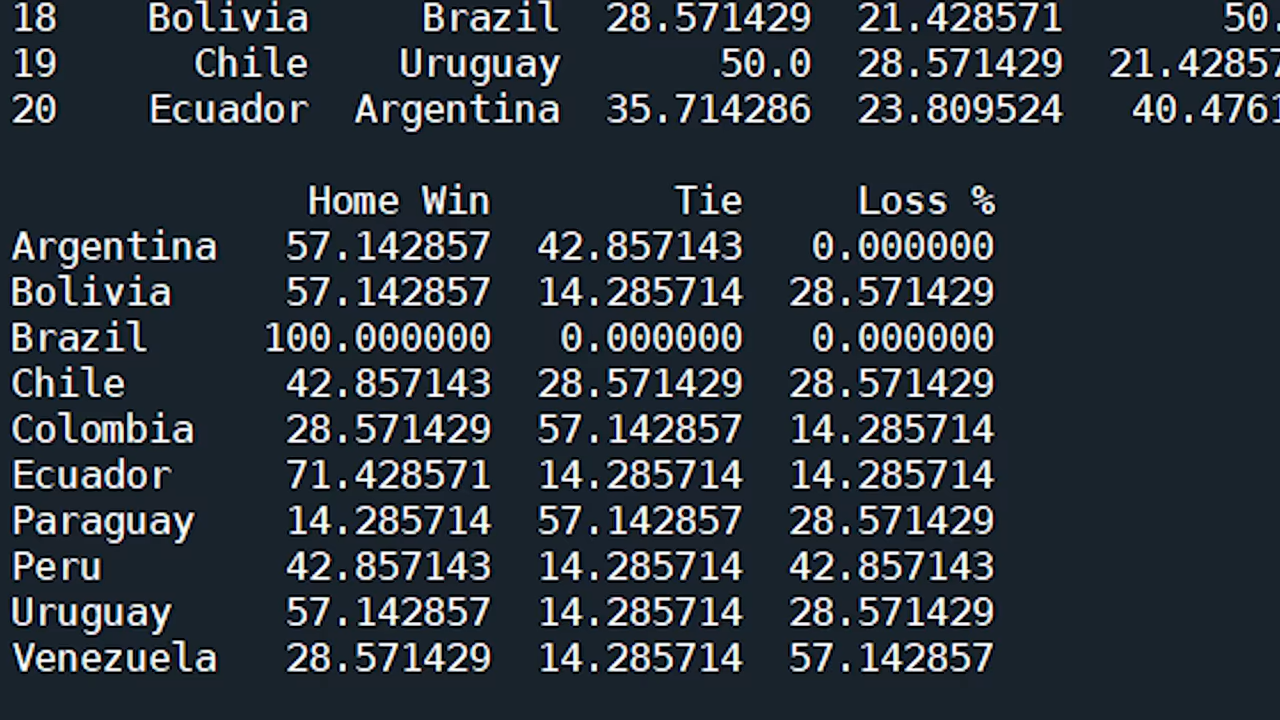 18 Bolivia Brazil 28.571429 21.428571 50.
19 Chile Uruguay 50.0 28.571429 21.42857
20 Ecuador Argentina 35.714286 23.809524 40.4761
Home Win Tie Loss %
Argentina 57.142857 42.857143 0.000000
Bolivia 57.142857 14.285714 28.571429
Brazil 100.000000 0.000000 0.000000
Chile 42.857143 28.571429 28.571429
Colombia 28.571429 57.142857 14.285714
Ecuador 71.428571 14.285714 14.285714
Paraguay 14.285714 57.142857 28.571429
Peru 42.857143 14.285714 42.857143
Uruguay 57.142857 14.285714 28.571429
Venezuela 28.571429 14.285714 57.142857